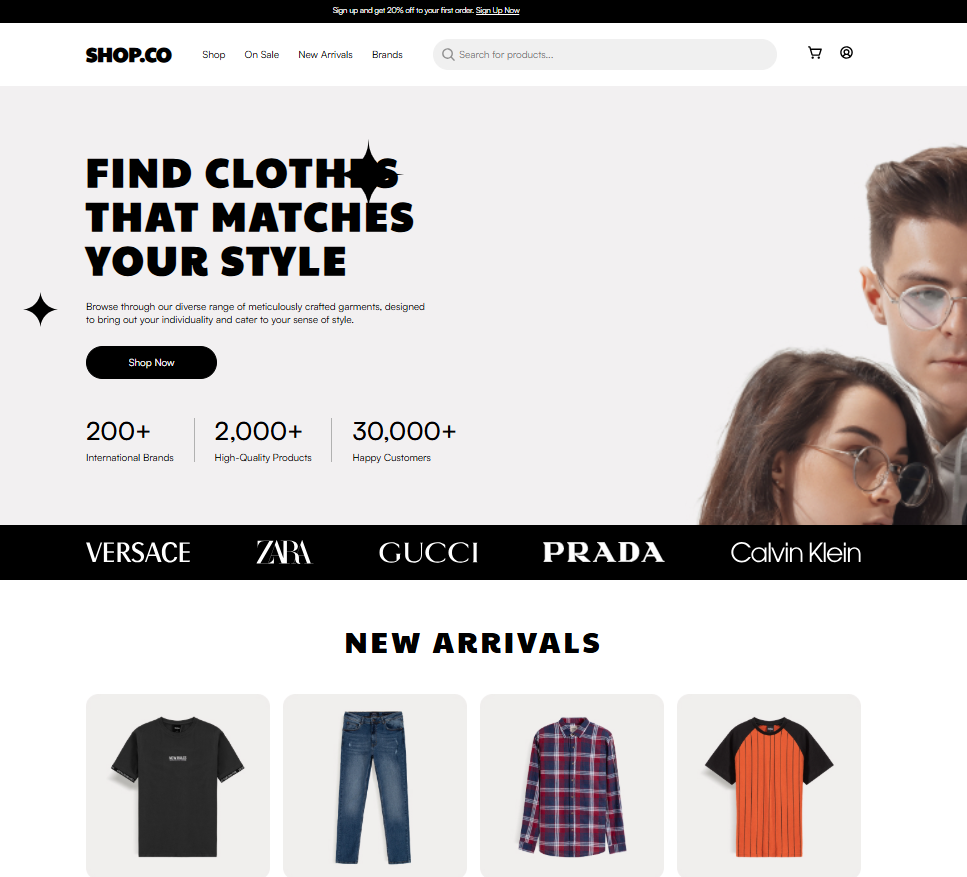 Sign up and get 20% off to your first order. Sign Up Now
SHOP.CO
Shop
On Sale
New Arrivals
Brands
Search for products...
FIND CLOTHES
THAT MATCHES
YOUR STYLE
Browse through our diverse range of meticulously crafted garments, designed
to bring out your individuality and cater to your sense of style.
Shop Now
200+
International Brands
2,000+
High-Quality Products
30,000+
Happy Customers
VERSACE
ZARA
GUCCI
PRADA
Calvin Klein
NEW ARRIVALS